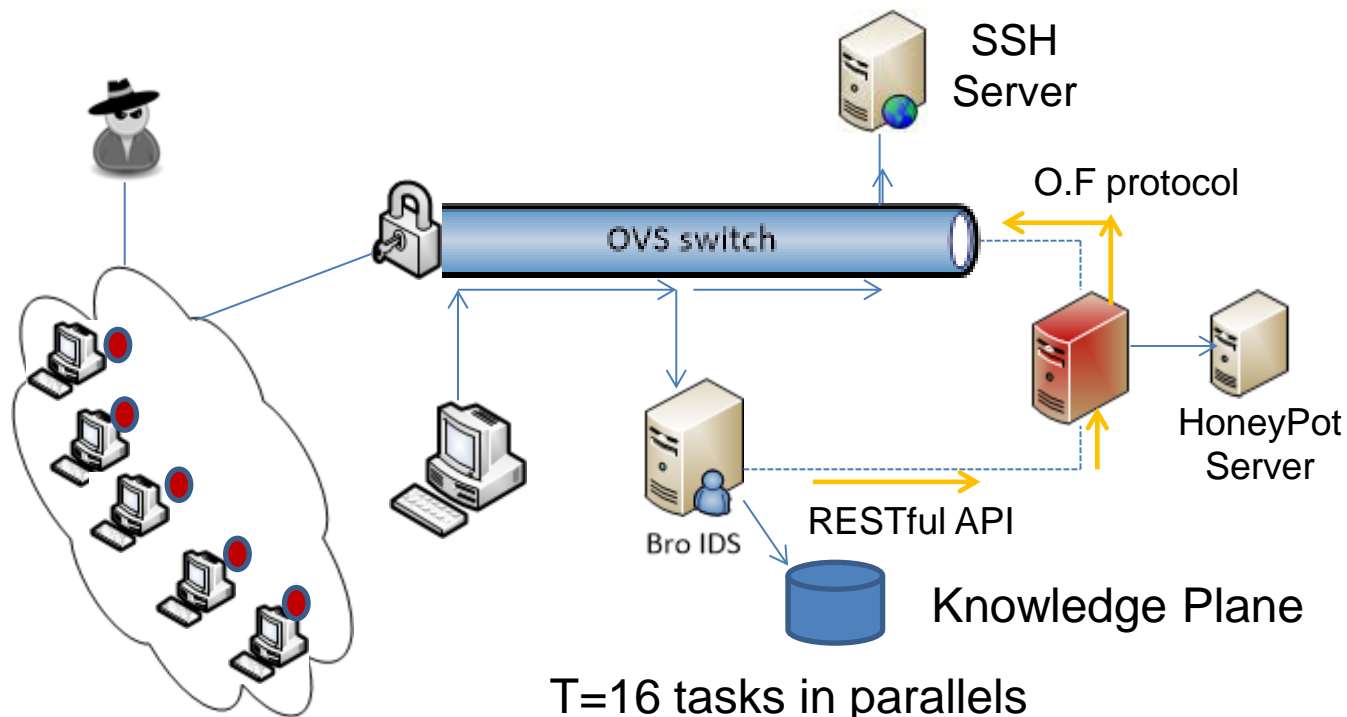 SSH
Server
O.F protocol
OVS switch
HoneyPot
Server
RESTful API
Bro IDS
Knowledge Plane
T=16 tasks in parallels